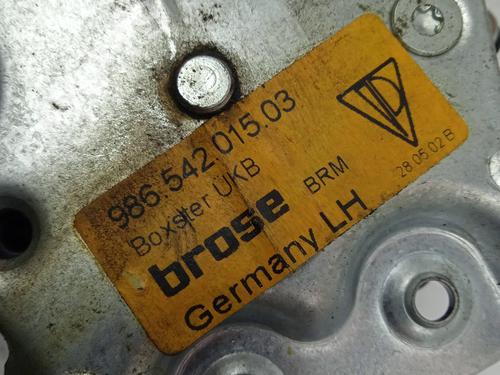 986.542.015.03
Boxster UKB
brose BRM
Germany LH
28.05.02 B